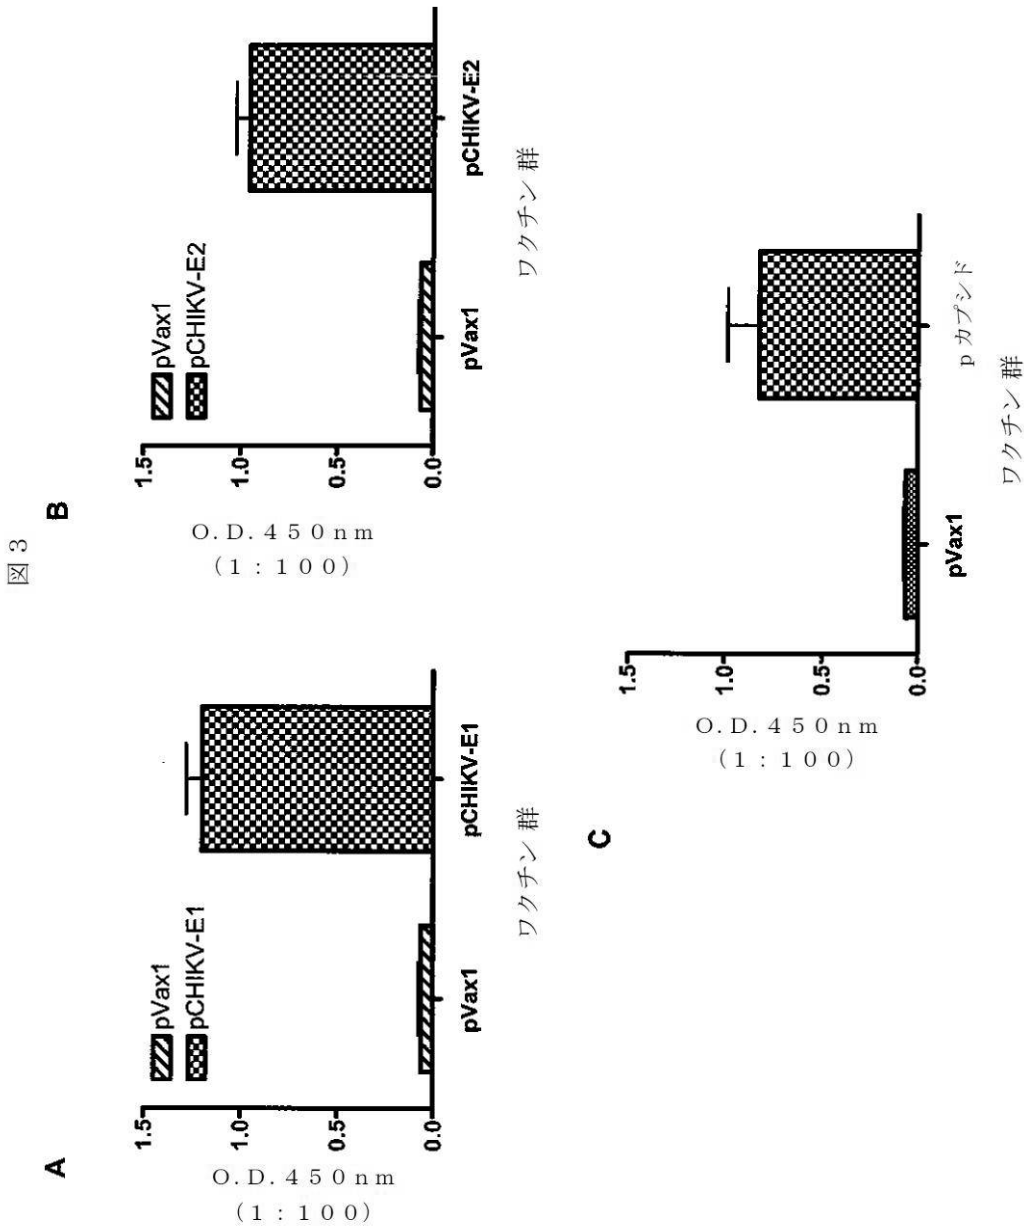 図３
A
pVax1
pCHIKV-E1
1.5
1.0
0.5
0.0
O.D.４５０nm
（１：１００）
pVax1
pCHIKV-E1
ワクチン群
B
pVax1
pCHIKV-E2
1.5
1.0
0.5
0.0
O.D.４５０nm
（１：１００）
pVax1
pCHIKV-E2
ワクチン群
C
1.5
1.0
0.5
0.0
O.D.４５０nm
（１：１００）
pVax1
pカプシド
ワクチン群